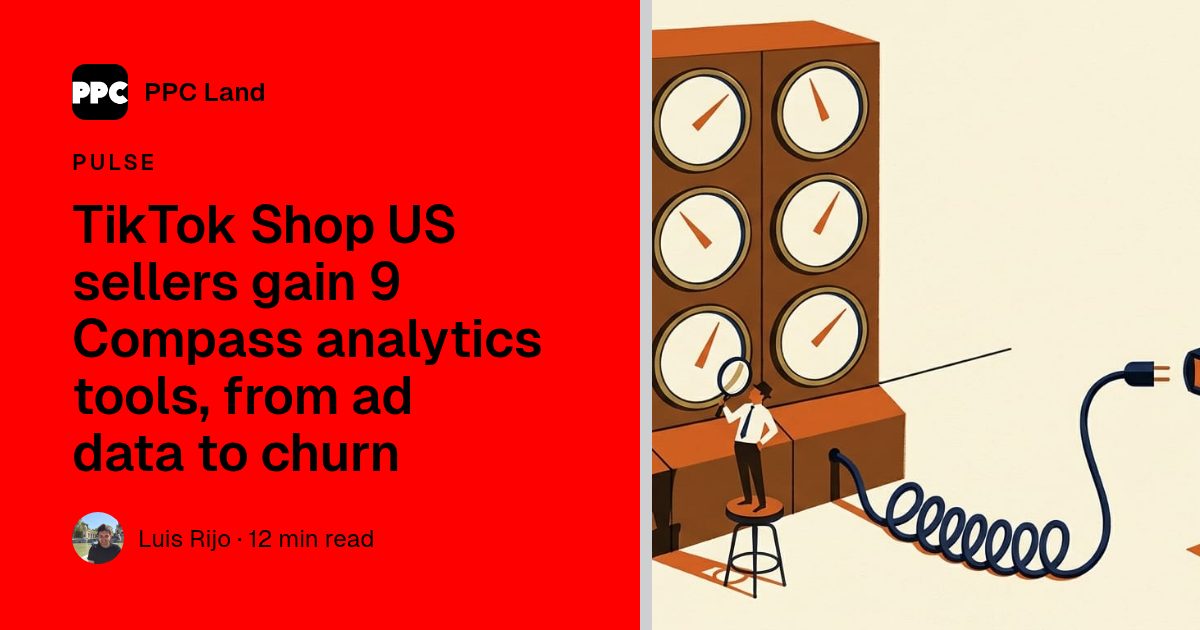 PPC
PPC Land
PULSE
TikTok Shop US
sellers gain 9
Compass analytics
tools, from ad
data to churn
Luis Rijo · 12 min read